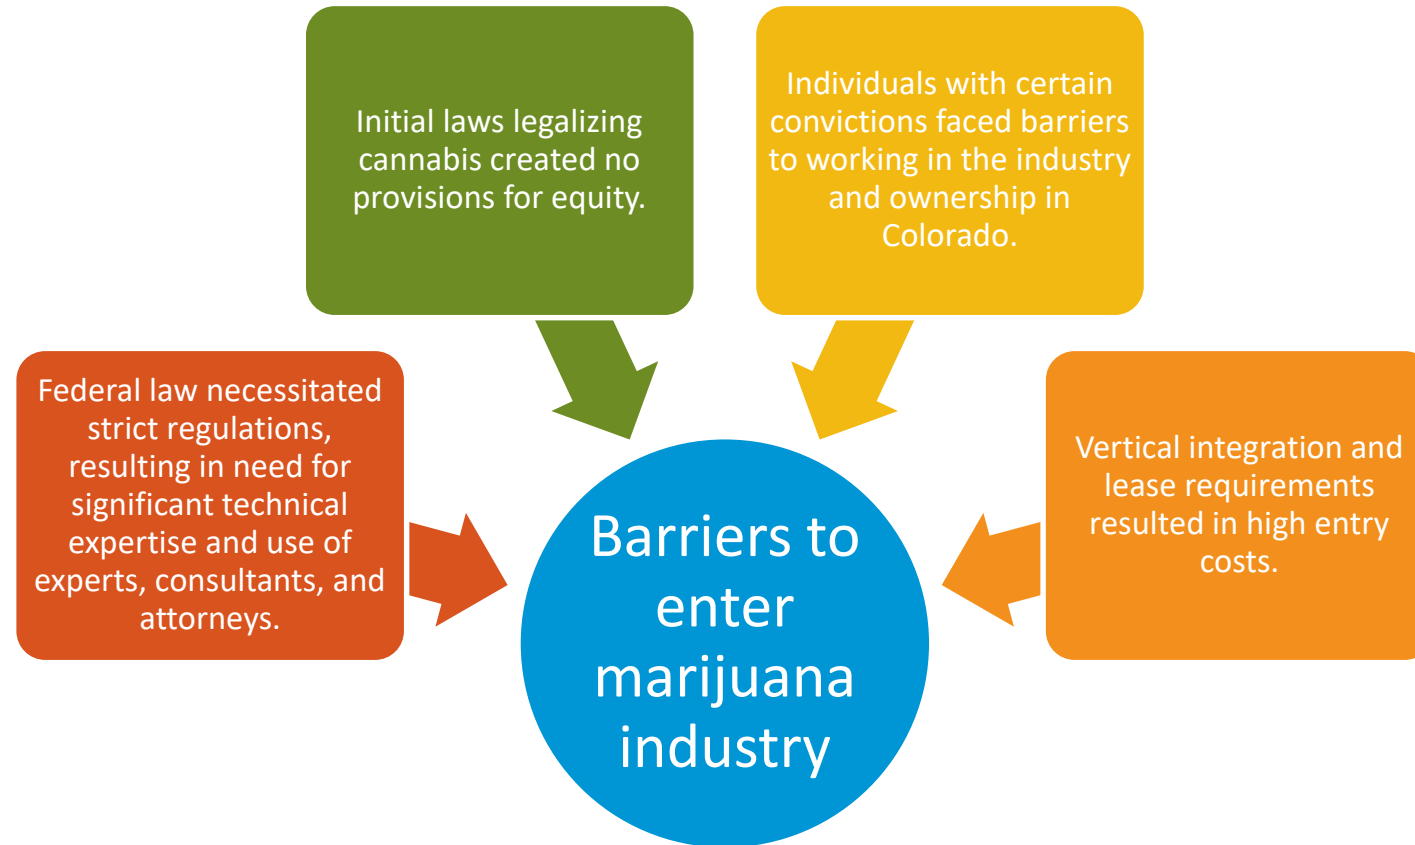 Initial laws legalizing
cannabis created no
provisions for equity.
Individuals with certain
convictions faced barriers
to working in the industry
and ownership in
Colorado.
Federal law necessitated
strict regulations,
resulting in need for
significant technical
expertise and use of
experts, consultants, and
attorneys.
Vertical integration and
lease requirements
resulted in high entry
costs.
Barriers to
enter
marijuana
industry